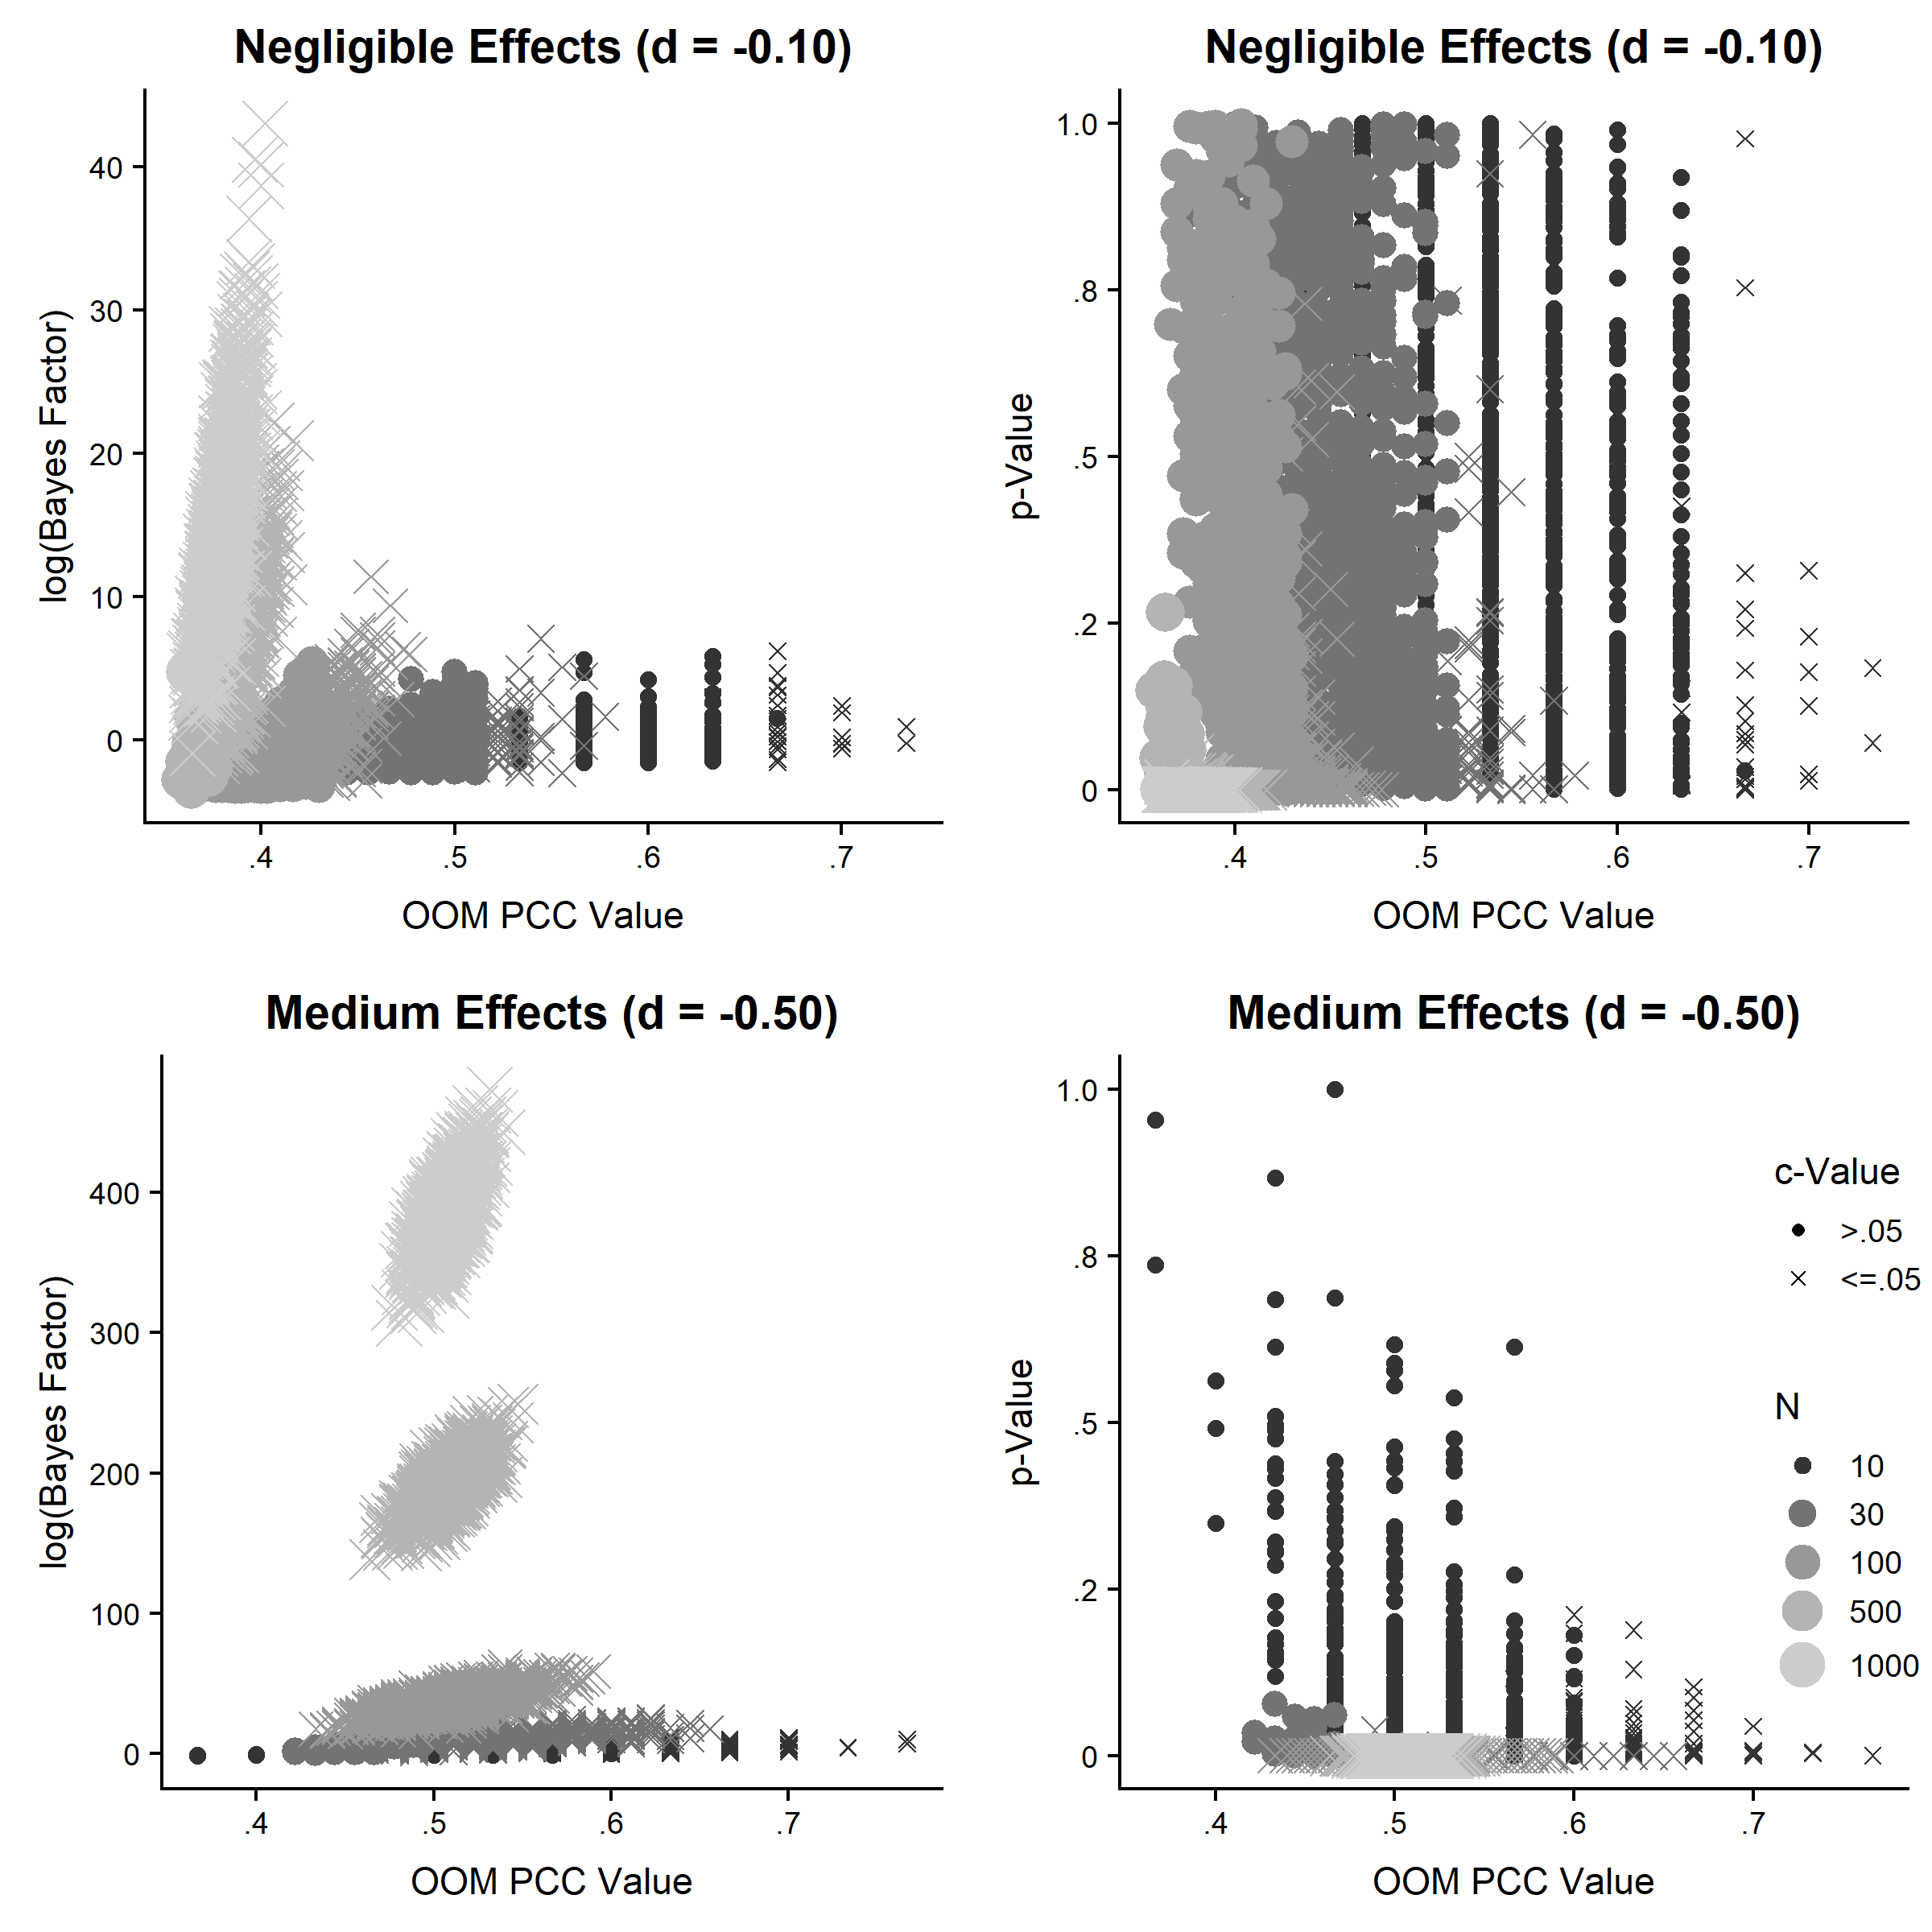 Negligible Effects (d = -0.10)
log(Bayes Factor)
40
30
20
10
0
.4 .5 .6 .7
OOM PCC Value
Negligible Effects (d = -0.10)
p-Value
1.0
.8
.5
.2
0
.4 .5 .6 .7
OOM PCC Value
Medium Effects (d = -0.50)
log(Bayes Factor)
400
300
200
100
0
.4 .5 .6 .7
OOM PCC Value
Medium Effects (d = -0.50)
p-Value
1.0
.8
.5
.2
0
.4 .5 .6 .7
OOM PCC Value
c-Value
>.05
<=.05
N
10
30
100
500
1000